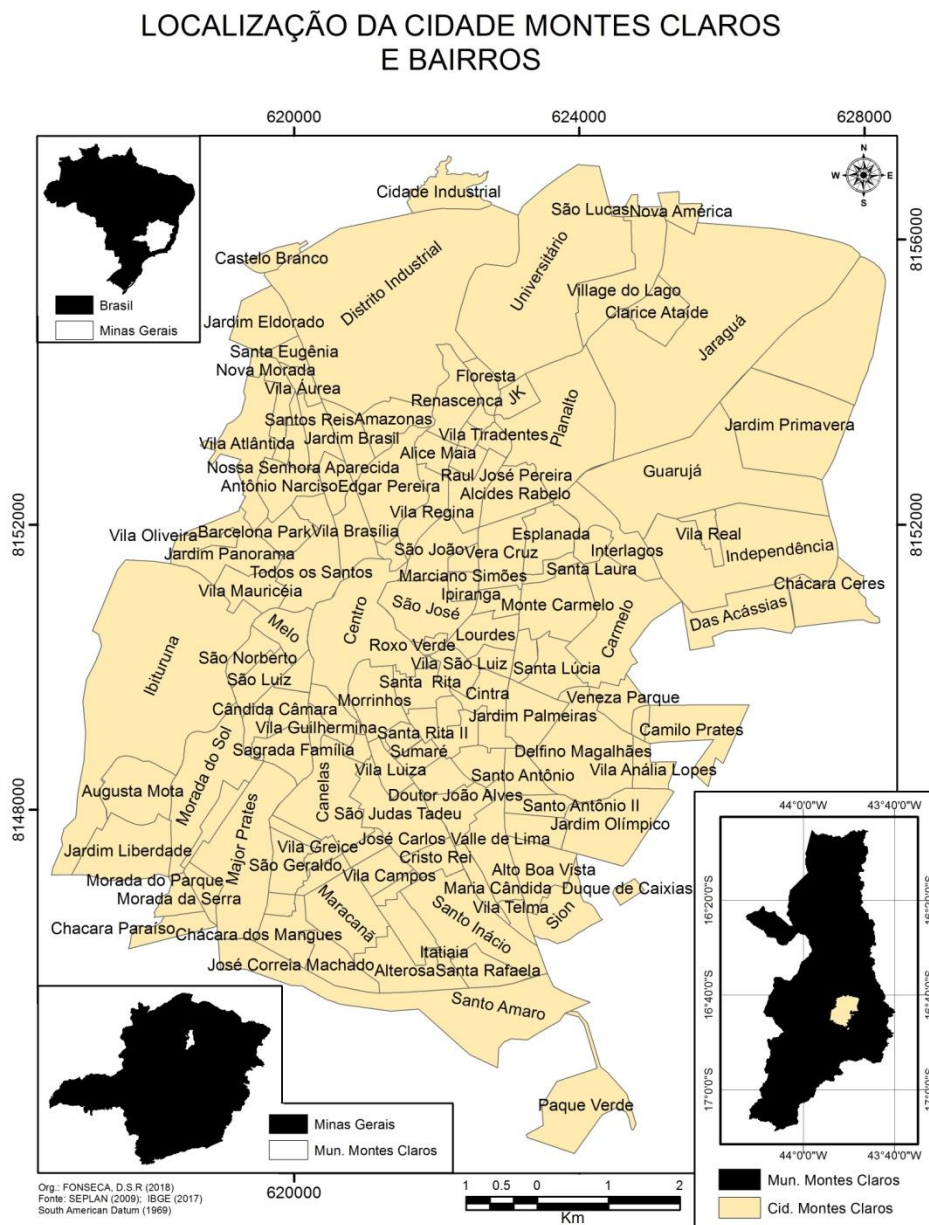 LOCALIZAÇÃO DA CIDADE MONTES CLAROS
E BAIRROS
620000
624000
628000
N
W
E
S
Brasil
Minas Gerais
8156000
8152000
8148000
8156000
8152000
Cidade Industrial
São Lucas
Nova América
Castelo Branco
Distrito Industrial
Universitário
Village do Lago
Clarice Ataíde
Jaraguá
Jardim Eldorado
Santa Eugênia
Nova Morada
Vila Áurea
Floresta
Renascenca
JK
Planalto
Santos Reis
Amazonas
Jardim Primavera
Vila Atlântida
Jardim Brasil
Vila Tiradentes
Alice Maia
Nossa Senhora Aparecida
Raul José Pereira
Guarujá
Antônio Narciso
Edgar Pereira
Alcides Rabelo
Vila Regina
Vila Oliveira
Barcelona Park
Vila Brasília
Esplanada
Vila Real
Jardim Panorama
São João
Vera Cruz
Interlagos
Independência
Todos os Santos
Marciano Simões
Santa Laura
Chácara Ceres
Vila Mauricéia
Ipiranga
Centro
São José
Monte Carmelo
Das Acássias
Melo
Lourdes
Carmelo
Roxo Verde
Ibituruna
São Norberto
Vila São Luiz
Santa Lúcia
São Luiz
Santa Rita
Cintra
Morrinhos
Veneza Parque
Cândida Câmara
Jardim Palmeiras
Camilo Prates
Vila Guilhermina
Santa Rita II
Morada do Sol
Sagrada Família
Sumaré
Delfino Magalhães
Vila Luiza
Santo Antônio
Vila Anália Lopes
Augusta Mota
Canelas
Doutor João Alves
São Judas Tadeu
Santo Antônio II
Jardim Olímpico
Jardim Liberdade
Major Prates
Vila Greice
José Carlos Valle de Lima
São Geraldo
Cristo Rei
Alto Boa Vista
Morada do Parque
Vila Campos
Maria Cândida
Duque de Caixias
Morada da Serra
Vila Telma
Sion
Maracanã
Santo Inácio
Chacara Paraíso
Chácara dos Mangues
Itatiaia
José Correia Machado
Alterosa
Santa Rafaela
Santo Amaro
Paque Verde
Minas Gerais
Mun. Montes Claros
44°0'0"W
43°40'0"W
16°20'0"S
16°40'0"S
17°0'0"S
16°20'0"S
16°40'0"S
17°0'0"S
44°0'0"W
43°40'0"W
Mun. Montes Claros
Cid. Montes Claros
Org.: FONSECA, D.S.R (2018)
Fonte: SEPLAN (2009); IBGE (2017)
South American Datum (1969)
620000
1 0.5 0 1 2
Km